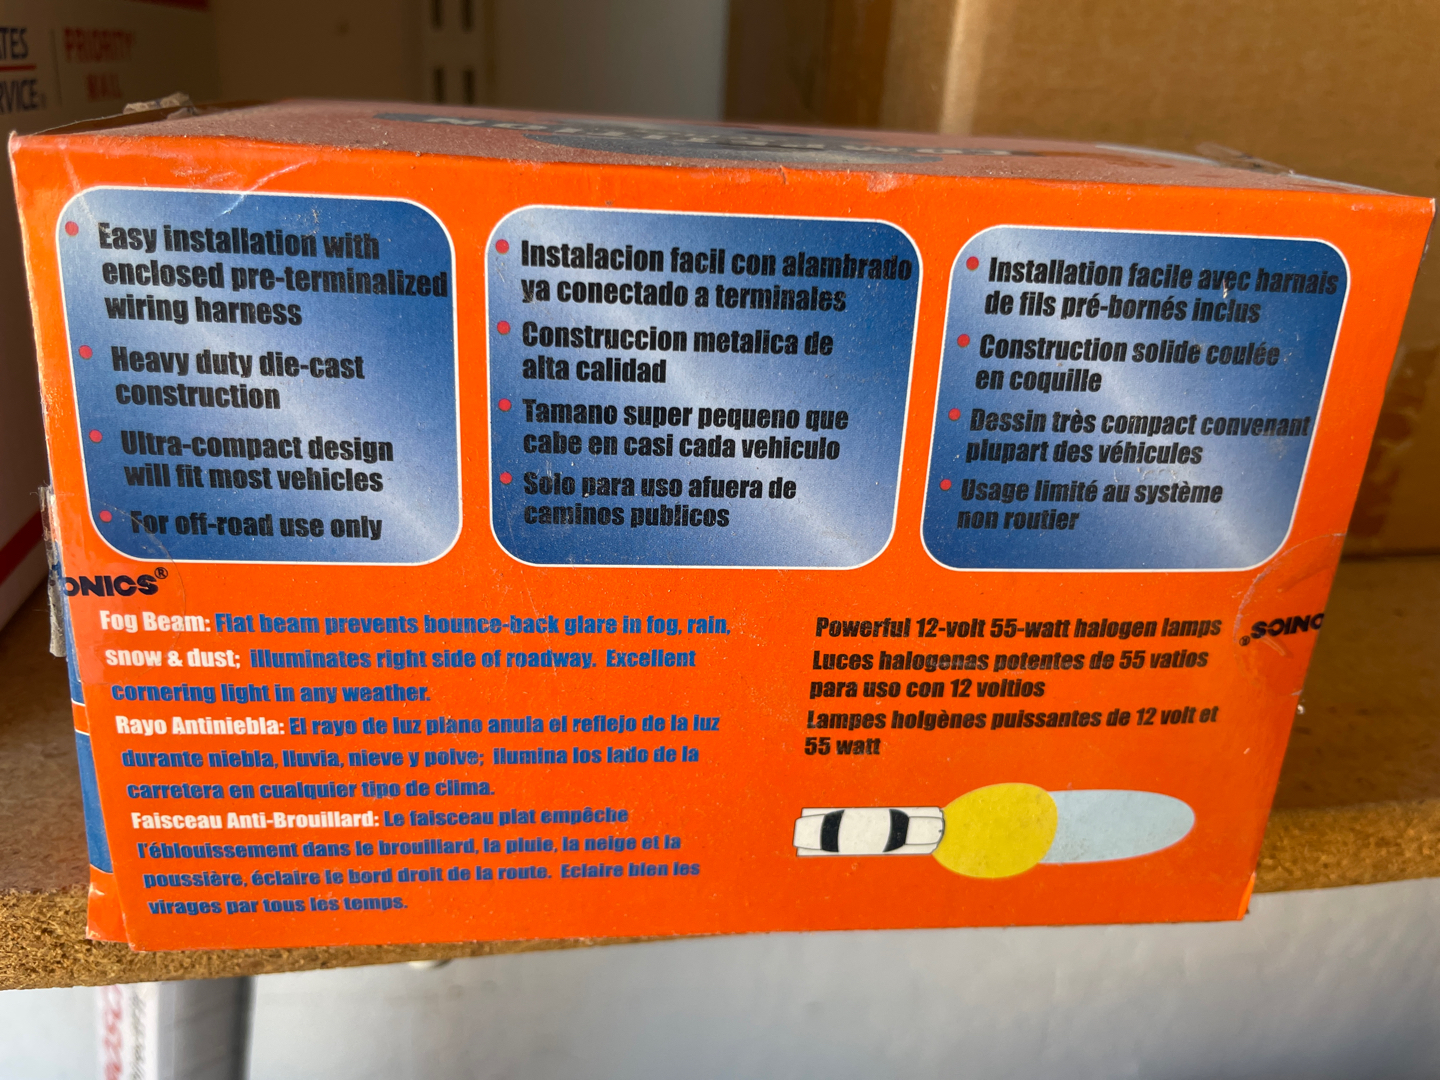 TES
RVICE
PRIORITY
MAIL
Easy installation with
enclosed pre-terminalized
wiring harness
Heavy duty die-cast
construction
Ultra-compact design
will fit most vehicles
For off-road use only
Instalacion facil con alambrado
ya conectado a terminales
Construccion metalica de
alta calidad
Tamano super pequeno que
cabe en casi cada vehiculo
Solo para uso afuera de
caminos publicos
Installation facile avec harnais
de fils pré-bornés inclus
Construction solide coulée
en coquille
Dessin très compact convenant
plupart des véhicules
Usage limité au système
non routier
ONICS®
Fog Beam: Flat beam prevents bounce-back glare in fog, rain,
snow & dust; illuminates right side of roadway. Excellent
cornering light in any weather.
Rayo Antiniebla: El rayo de luz plano anula el reflejo de la luz
durante niebla, lluvia, nieve y polvo; ilumina los lado de la
carretera en cualquier tipo de clima.
Faisceau Anti-Brouillard: Le faisceau plat empêche
l'éblouissement dans le brouillard, la pluie, la neige et la
poussière, éclaire le bord droit de la route. Eclaire bien les
virages par tous les temps.
Powerful 12-volt 55-watt halogen lamps
Luces halogenas potentes de 55 vatios
para uso con 12 voltios
Lampes holgènes puissantes de 12 volt et
55 watt